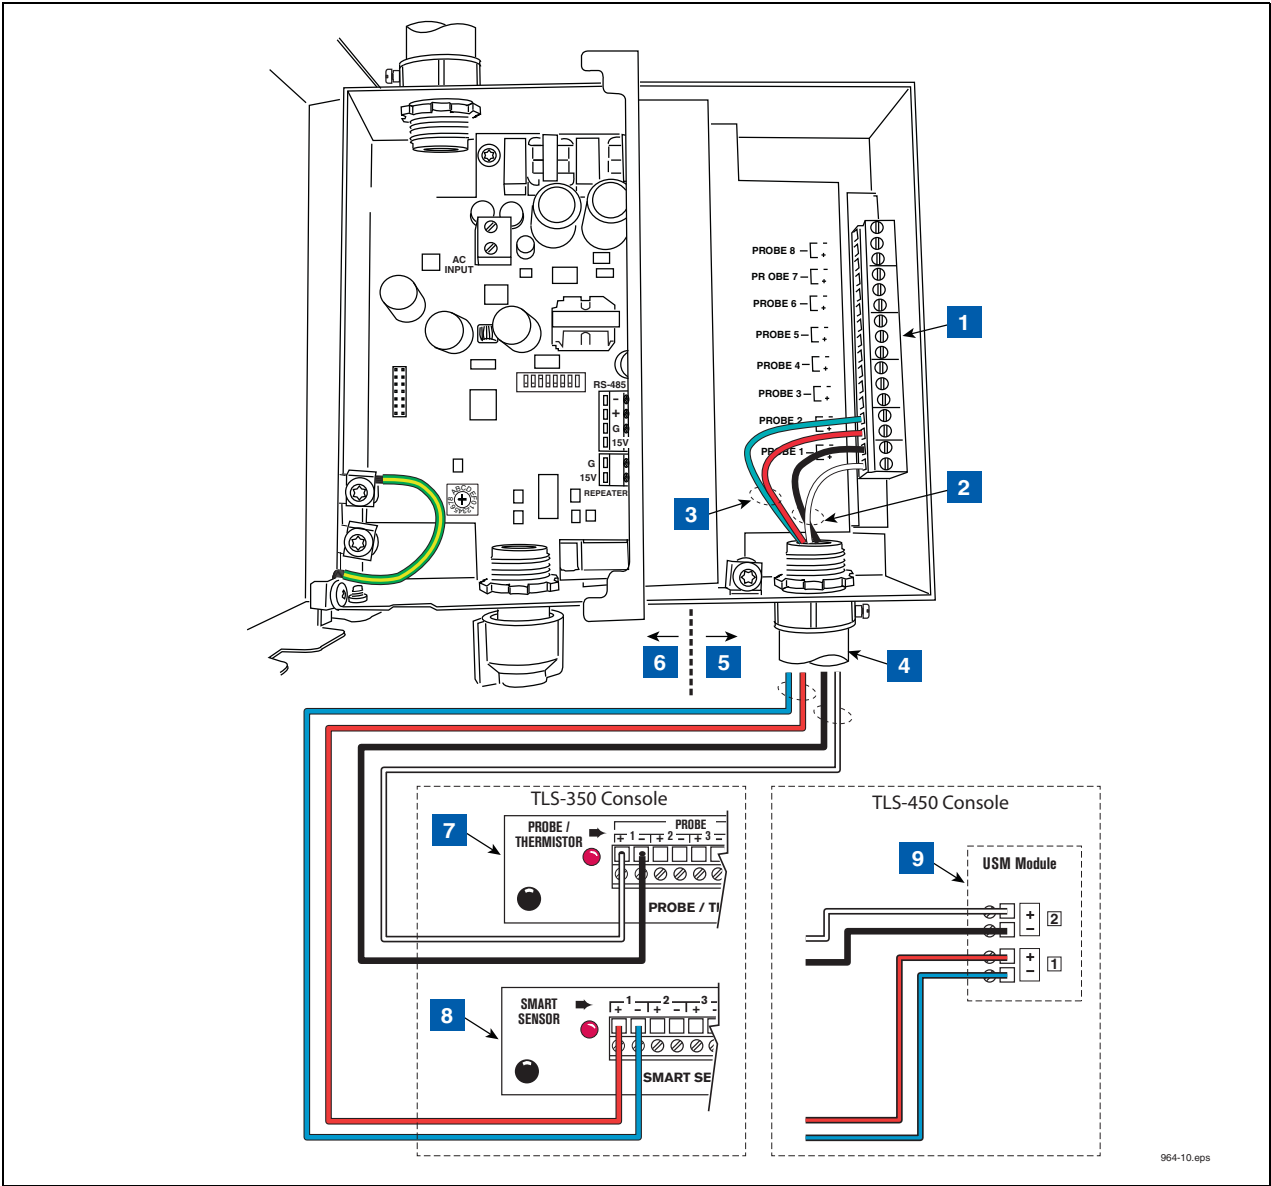 AC
INPUT
PROBE 8
PR OBE 7
PROBE 6
PROBE 5
PROBE 4
PROBE 3
PROBE 2
PROBE 1
- +
- +
- +
- +
- +
- +
- +
- +
1
2
3
4
5
6
RS-485
-
+
G
15V
G
15V
REPEATER
TLS-350 Console
7
PROBE /
THERMISTOR
PROBE
+ 1 - + 2 - + 3 -
PROBE / TI
8
SMART
SENSOR
1 2 3
+ - + - + -
SMART SE
TLS-450 Console
9
USM Module
+
-
2
+
-
1
964-10.eps